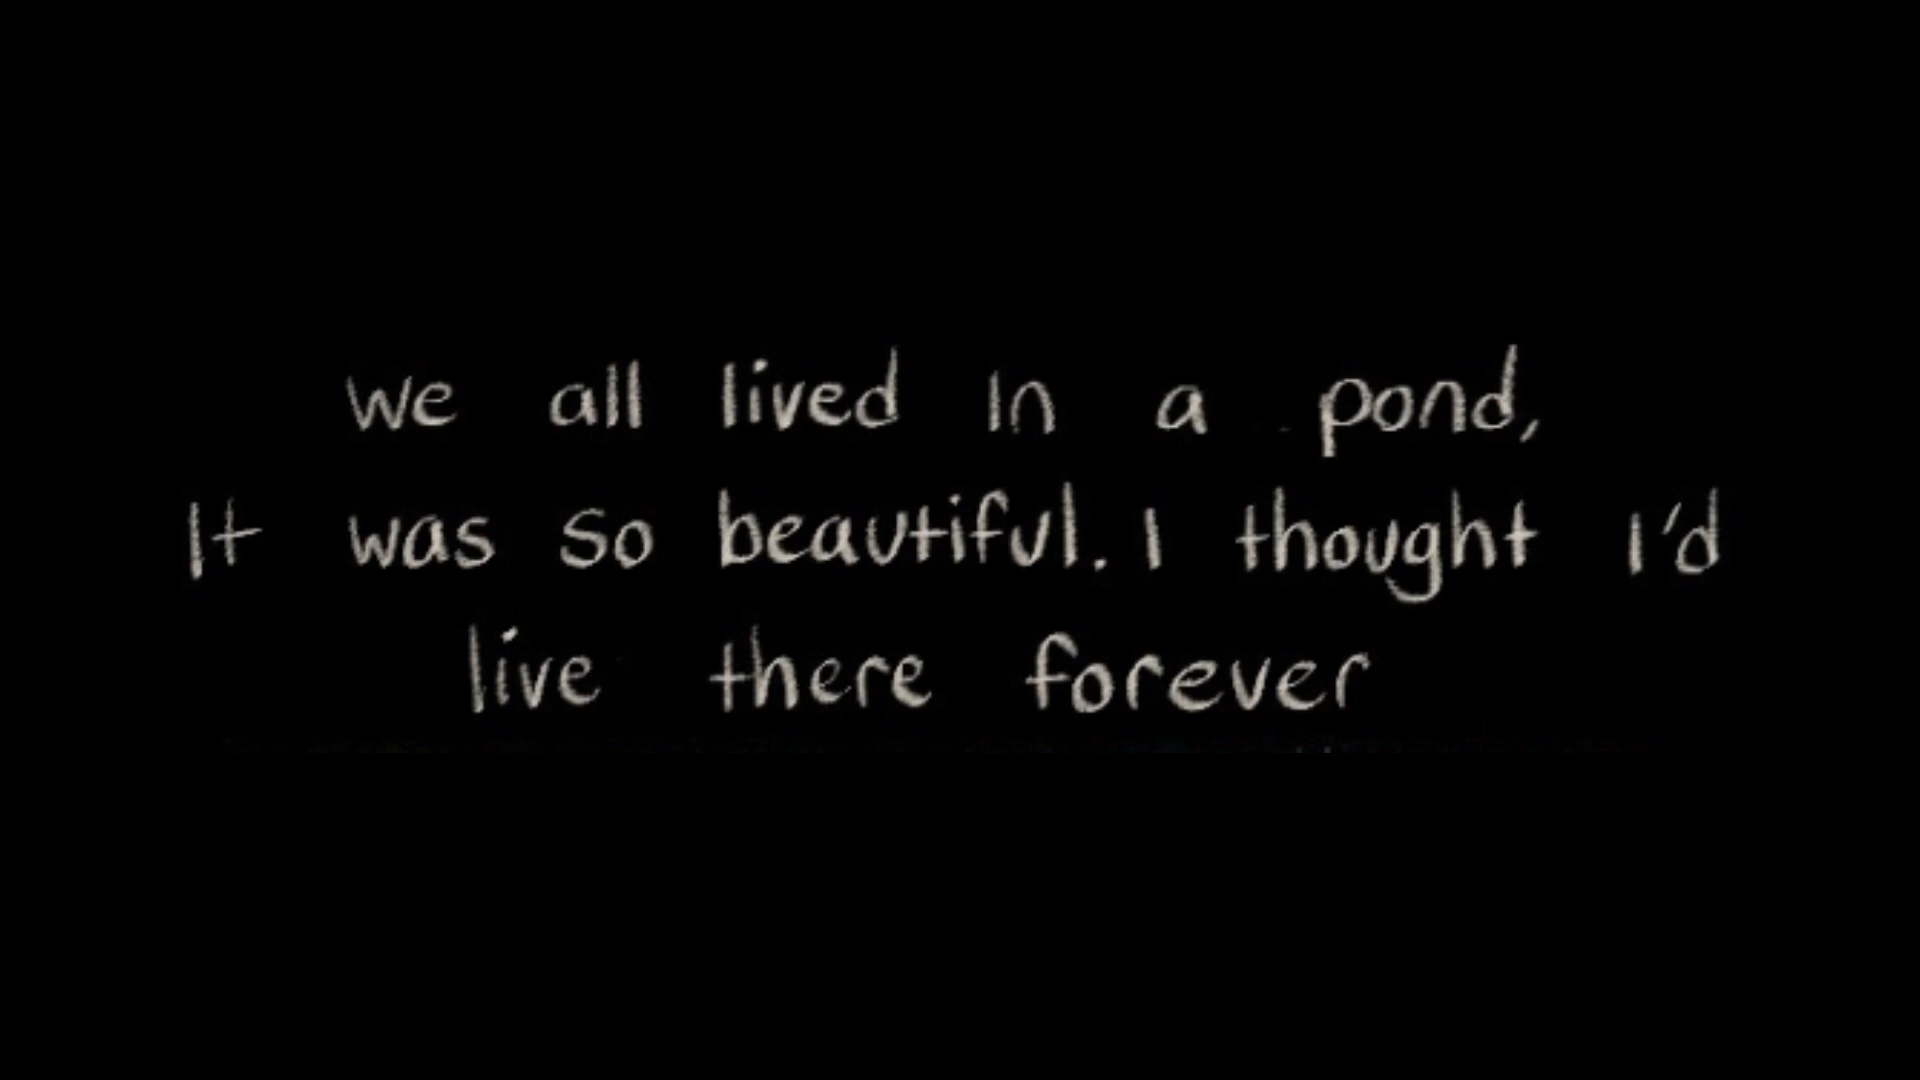 we all lived in a pond,
It was so beautiful. I thought I'd
live there forever